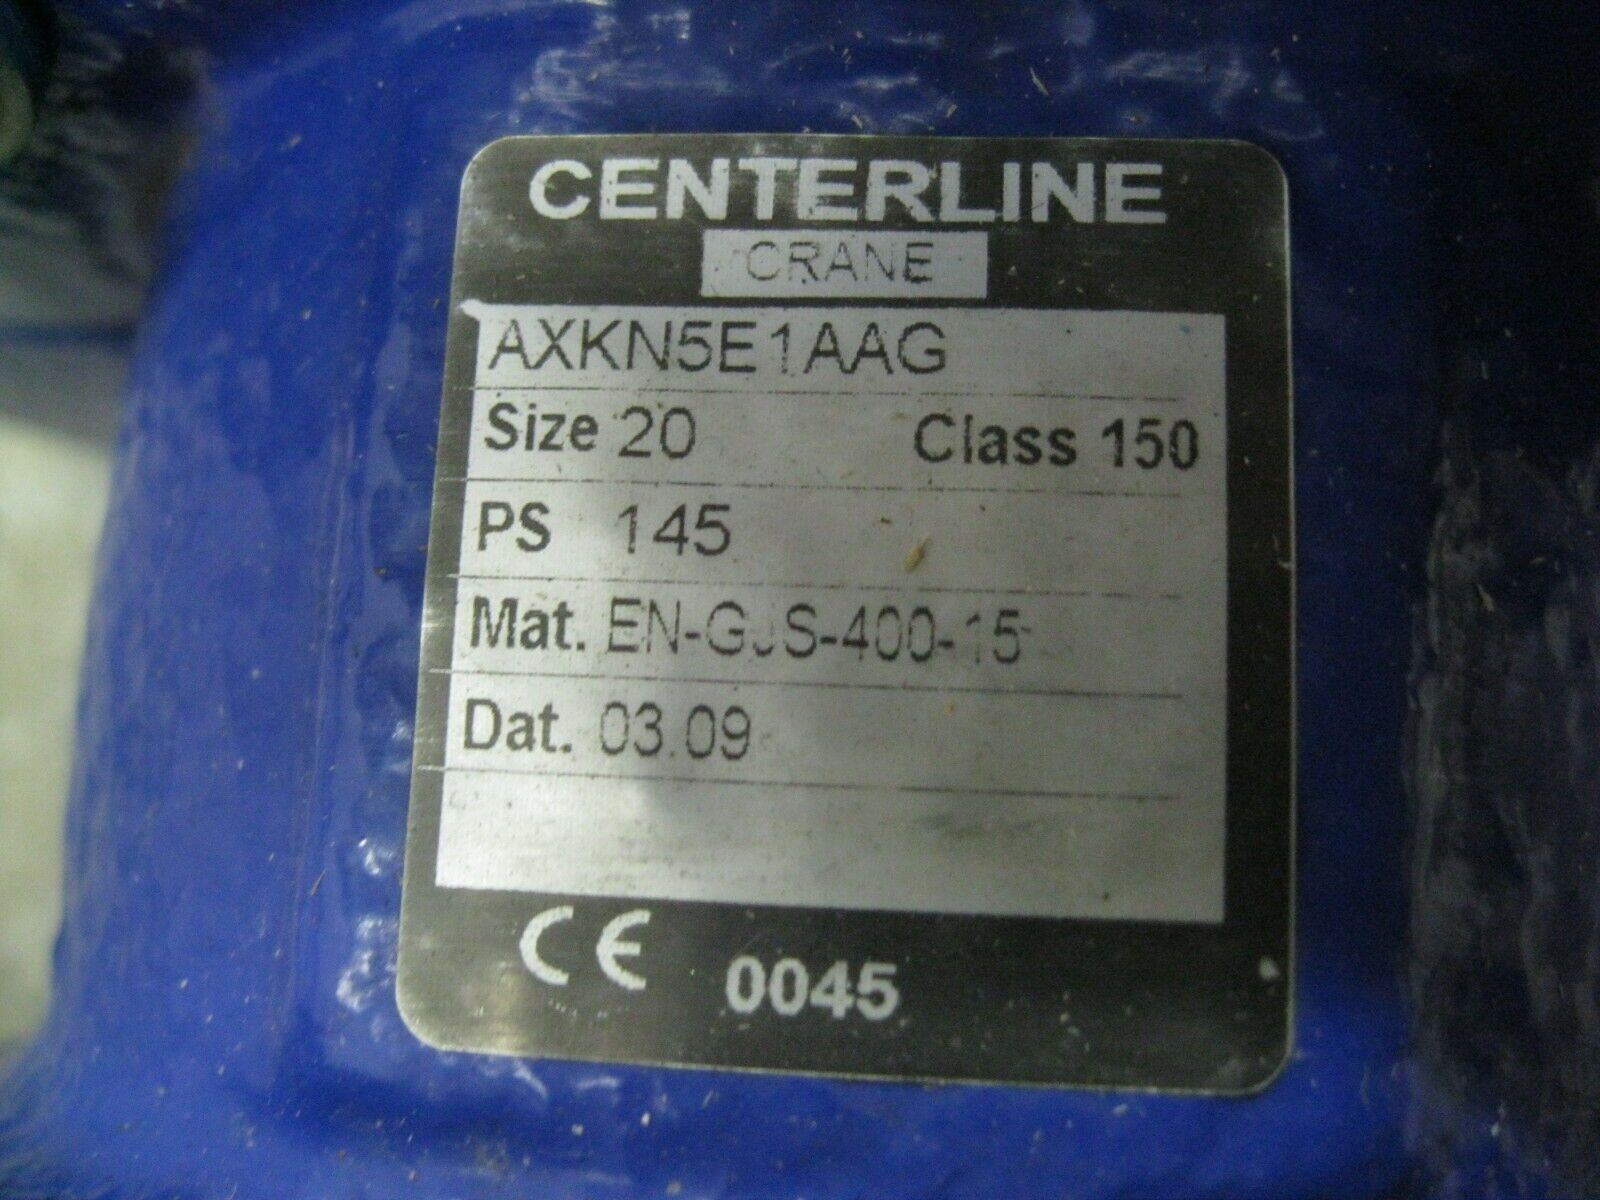 CENTERLINE
CRANE
AXKN5E1AAG
Size 20 Class 150
PS 145
Mat. EN-GJS-400-15
Dat. 03.09
CE 0045